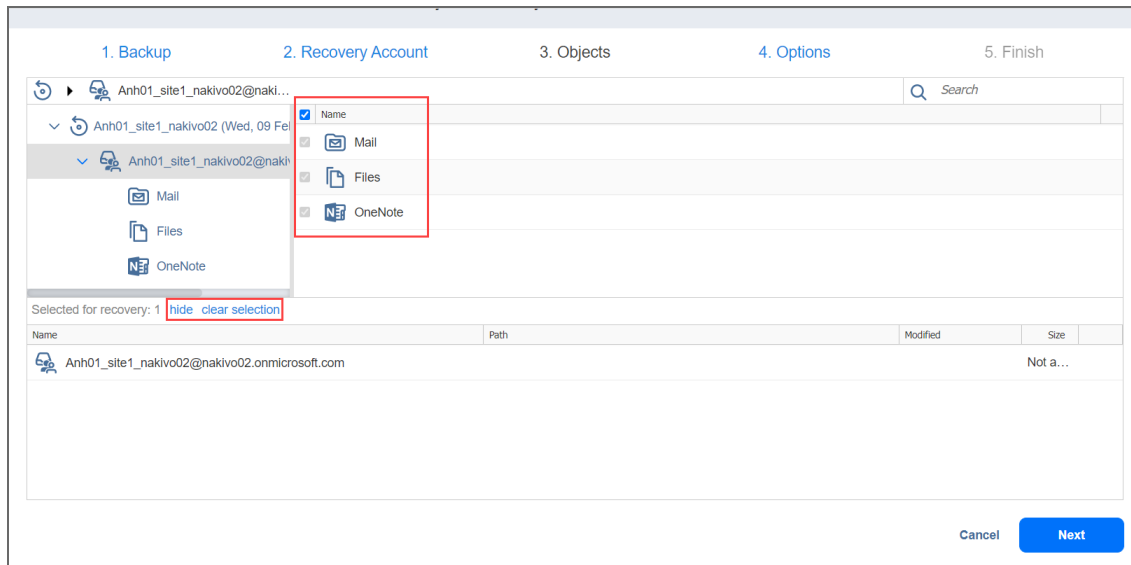 1. Backup 2. Recovery Account 3. Objects 4. Options 5. Finish
Anh01_site1_nakivo02@naki... Search
Anh01_site1_nakivo02 (Wed, 09 Fe
Name
Anh01_site1_nakivo02@naki
Mail
Files
OneNote
Mail
Files
OneNote
Selected for recovery: 1 hide clear selection
Name Path Modified Size
Anh01_site1_nakivo02@nakivo02.onmicrosoft.com Not a...
Cancel Next